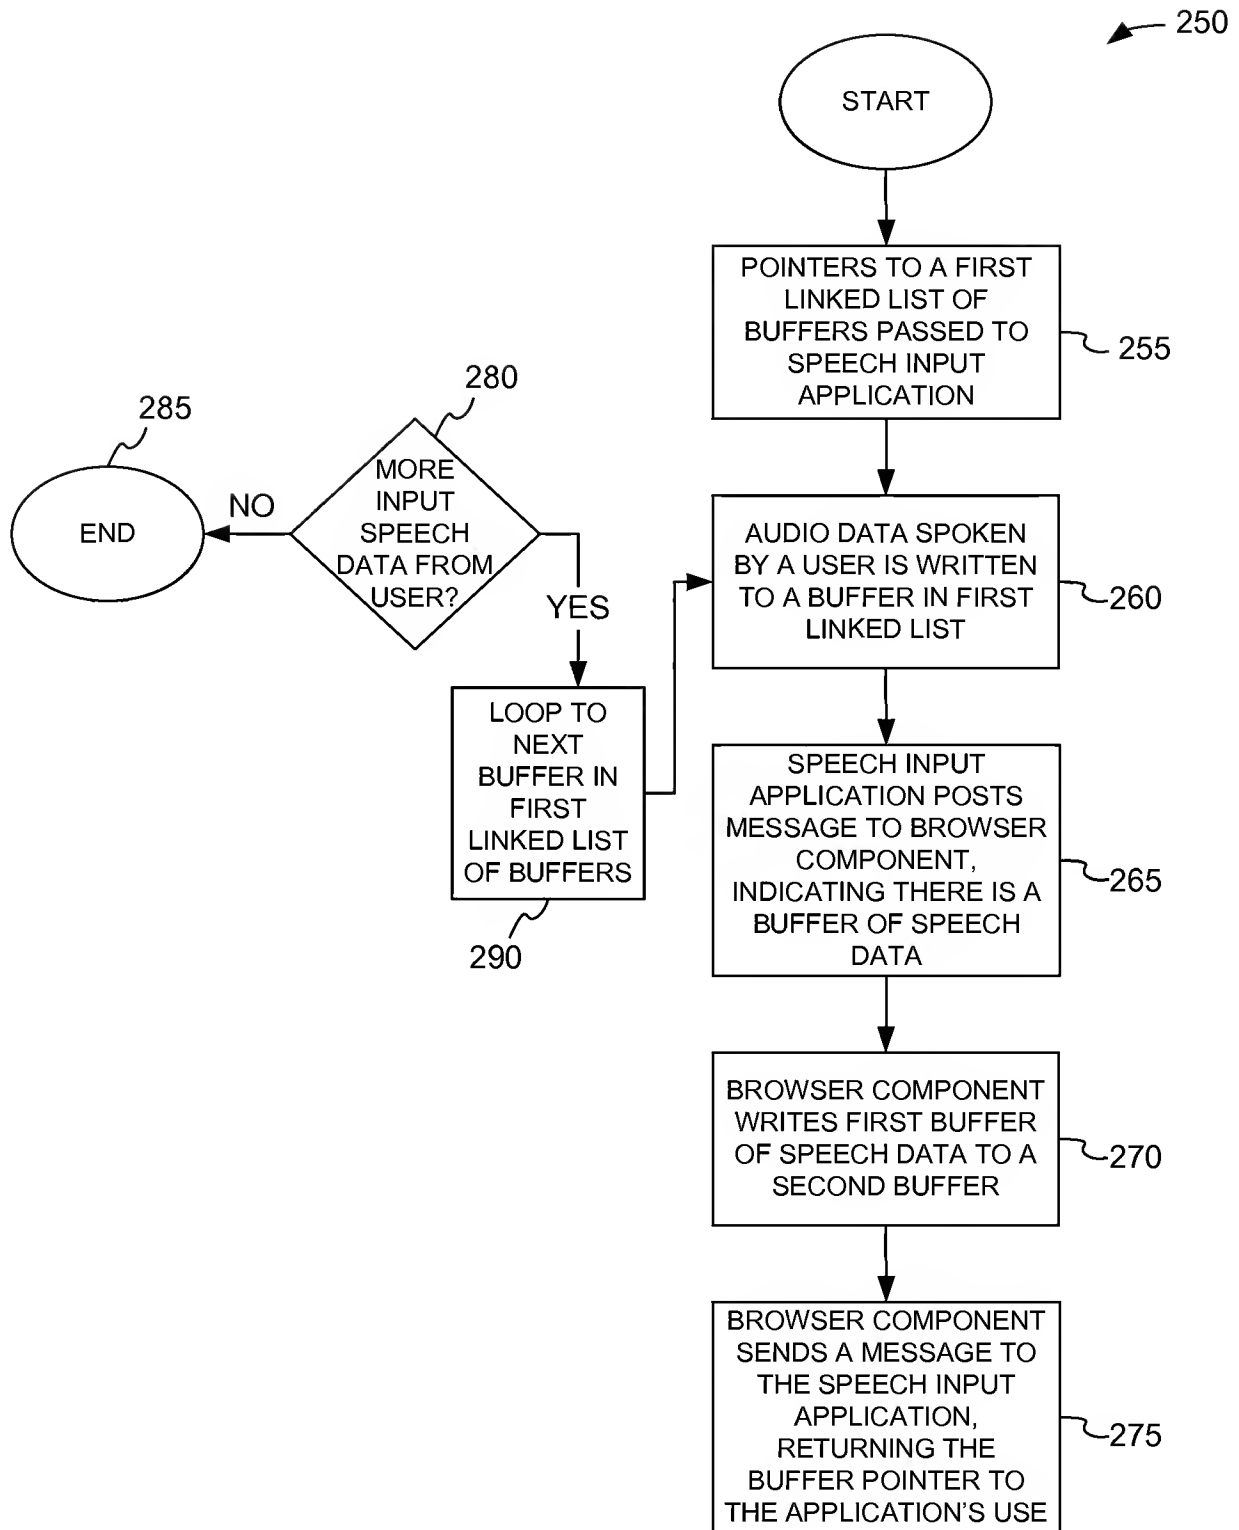 250
START
POINTERS TO A FIRST
LINKED LIST OF
BUFFERS PASSED TO
SPEECH INPUT
APPLICATION
255
280
285
MORE
INPUT
SPEECH
DATA FROM
USER?
NO
END
YES
AUDIO DATA SPOKEN
BY A USER IS WRITTEN
TO A BUFFER IN FIRST
LINKED LIST
260
LOOP TO
NEXT
BUFFER IN
FIRST
LINKED LIST
OF BUFFERS
290
SPEECH INPUT
APPLICATION POSTS
MESSAGE TO BROWSER
COMPONENT,
INDICATING THERE IS A
BUFFER OF SPEECH
DATA
265
BROWSER COMPONENT
WRITES FIRST BUFFER
OF SPEECH DATA TO A
SECOND BUFFER
270
BROWSER COMPONENT
SENDS A MESSAGE TO
THE SPEECH INPUT
APPLICATION,
RETURNING THE
BUFFER POINTER TO
THE APPLICATION'S USE
275